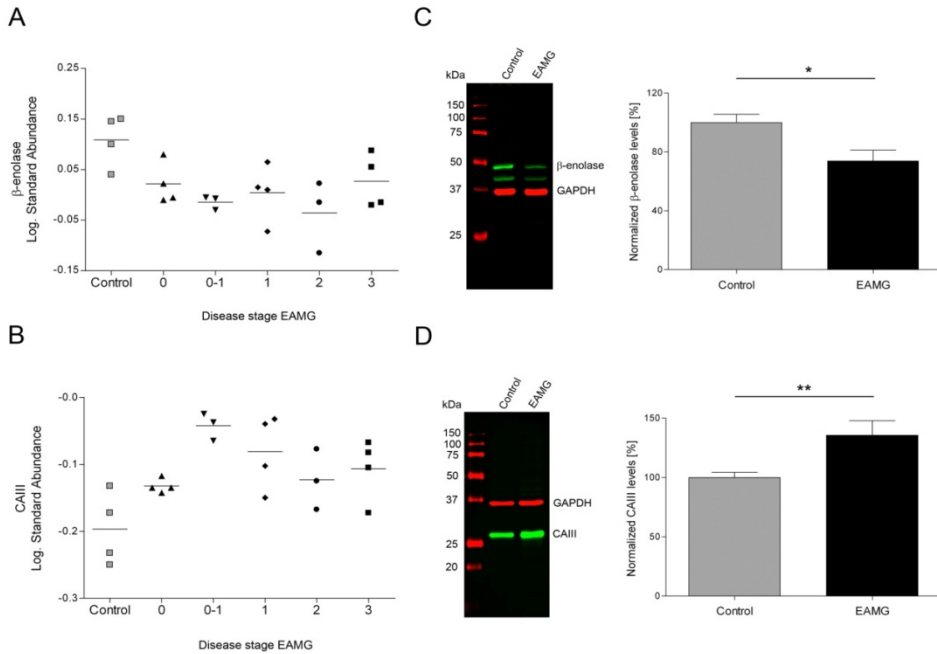 A
β-enolase
Log. Standard Abundance
0.25
0.15
0.05
-0.05
-0.15
Control 0 0-1 1 2 3
Disease stage EAMG
C
kDa Control EAMG
150
100
75
50
37
25
β-enolase
GAPDH
*
Normalized β-enolase levels [%]
120
80
40
0
Control EAMG
B
CAIII
Log. Standard Abundance
-0.0
-0.1
-0.2
-0.3
Control 0 0-1 1 2 3
Disease stage EAMG
D
kDa Control EAMG
150
100
75
50
37
25
20
GAPDH
CAIII
**
Normalized CAIII levels [%]
150
100
50
0
Control EAMG